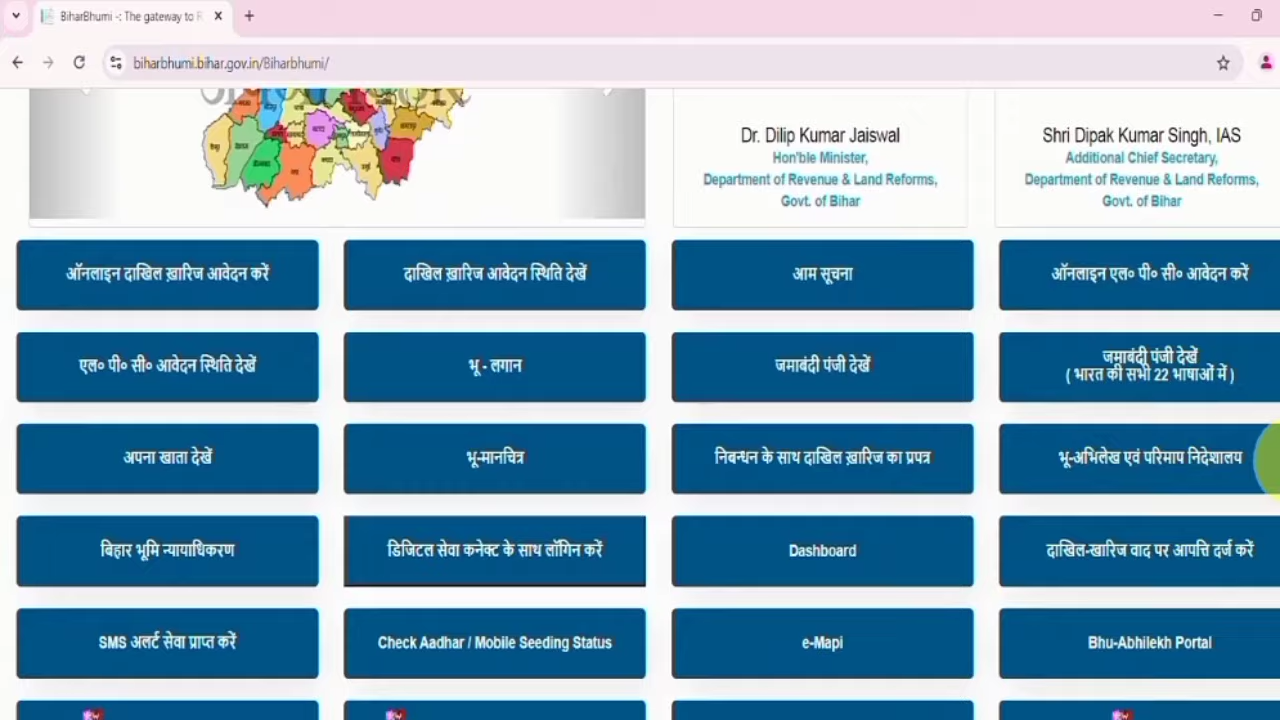 BiharBhumi -: The gateway to R
biharbhumi.bihar.gov.in/Biharbhumi/
Dr. Dilip Kumar Jaiswal
Hon'ble Minister,
Department of Revenue & Land Reforms,
Govt. of Bihar
Shri Dipak Kumar Singh, IAS
Additional Chief Secretary,
Department of Revenue & Land Reforms,
Govt. of Bihar
ऑनलाइन दाखिल ख़ारिज आवेदन करें
दाखिल ख़ारिज आवेदन स्थिति देखें
आम सूचना
ऑनलाइन एल० पी० सी० आवेदन करें
एल० पी० सी० आवेदन स्थिति देखें
भू - लगान
जमाबंदी पंजी देखें
जमाबंदी पंजी देखें
( भारत की सभी 22 भाषाओं में )
अपना खाता देखें
भू-मानचित्र
निबन्धन के साथ दाखिल ख़ारिज का प्रपत्र
भू-अभिलेख एवं परिमाप निदेशालय
बिहार भूमि न्यायाधिकरण
डिजिटल सेवा कनेक्ट के साथ लॉगिन करें
Dashboard
दाखिल-खारिज वाद पर आपत्ति दर्ज करें
SMS अलर्ट सेवा प्राप्त करें
Check Aadhar / Mobile Seeding Status
e-Mapi
Bhu-Abhilekh Portal